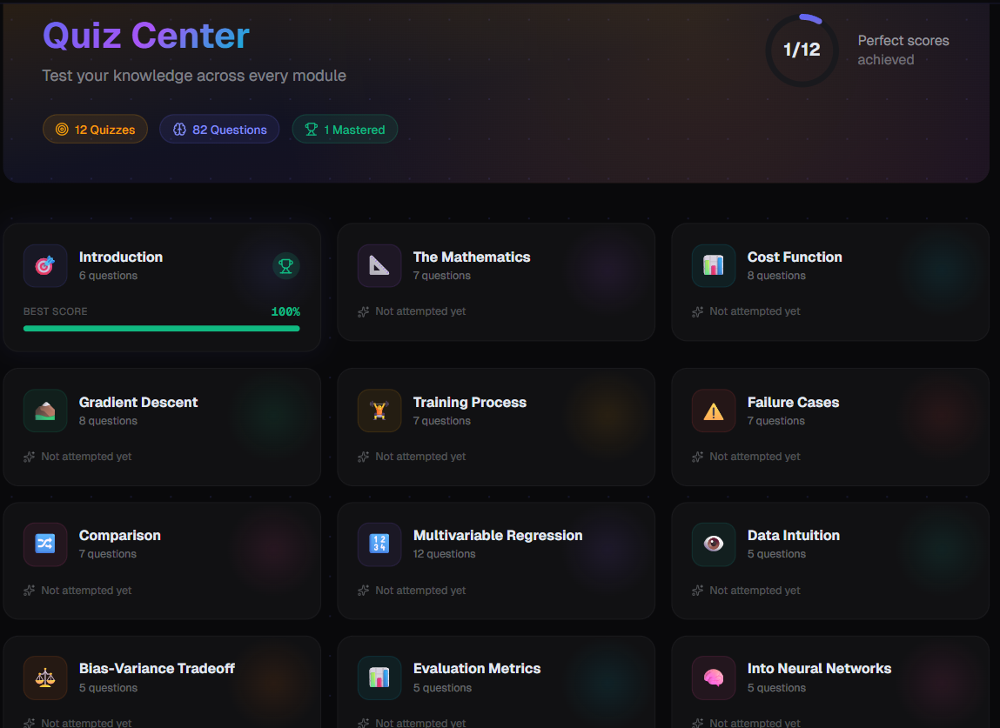 Quiz Center
Test your knowledge across every module
12 Quizzes
82 Questions
1 Mastered
1/12
Perfect scores
achieved
Introduction
6 questions
BEST SCORE
100%
The Mathematics
7 questions
Not attempted yet
Cost Function
8 questions
Not attempted yet
Gradient Descent
8 questions
Not attempted yet
Training Process
7 questions
Not attempted yet
Failure Cases
7 questions
Not attempted yet
Comparison
7 questions
Not attempted yet
1 2
3 4
Multivariable Regression
12 questions
Not attempted yet
Data Intuition
5 questions
Not attempted yet
Bias-Variance Tradeoff
5 questions
Not attempted yet
Evaluation Metrics
5 questions
Not attempted yet
Into Neural Networks
5 questions
Not attempted yet